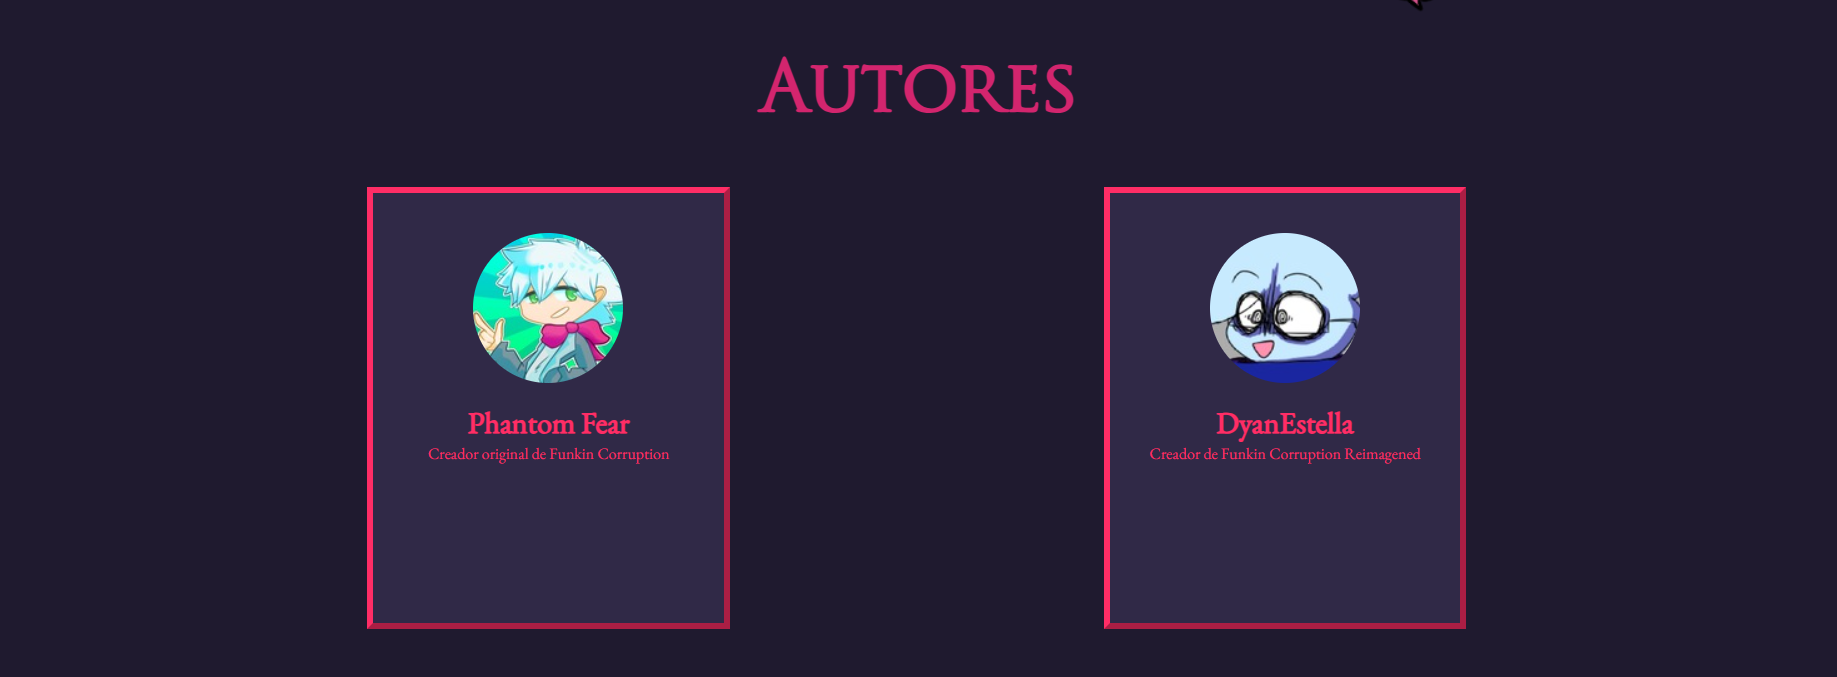 AUTORES
Phantom Fear
Creador original de Funkin Corruption
DyanEstella
Creador de Funkin Corruption Reimagened